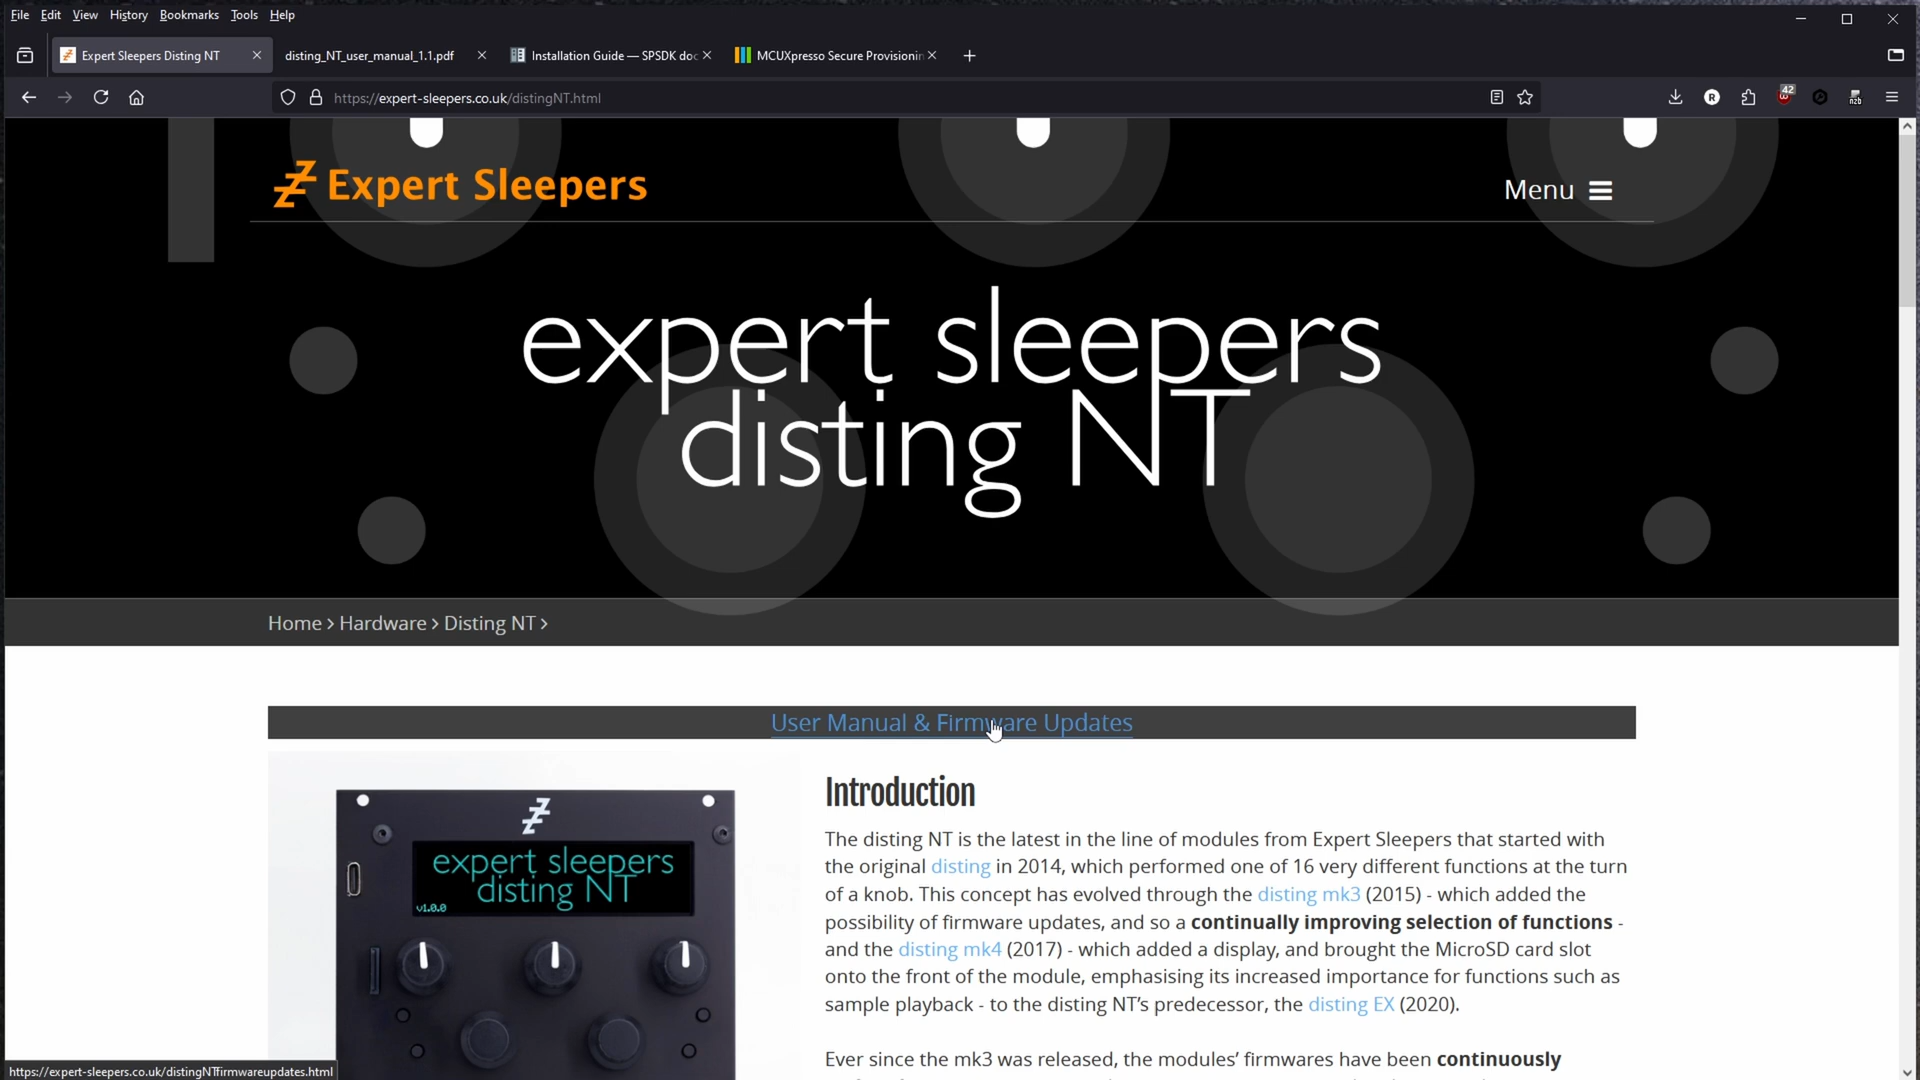 File Edit View History Bookmarks Tools Help
Expert Sleepers Disting NT
disting_NT_user_manual_1.1.pdf
Installation Guide — SPSDK doc
MCUXpresso Secure Provisionin
https://expert-sleepers.co.uk/distingNT.html
42
R
n2b
Expert Sleepers
Menu
expert sleepers
disting NT
Home > Hardware > Disting NT >
User Manual & Firmware Updates
expert sleepers
disting NT
v1.0.0
Introduction
The disting NT is the latest in the line of modules from Expert Sleepers that started with
the original disting in 2014, which performed one of 16 very different functions at the turn
of a knob. This concept has evolved through the disting mk3 (2015) - which added the
possibility of firmware updates, and so a continually improving selection of functions -
and the disting mk4 (2017) - which added a display, and brought the MicroSD card slot
onto the front of the module, emphasising its increased importance for functions such as
sample playback - to the disting NT's predecessor, the disting EX (2020).
Ever since the mk3 was released, the modules' firmwares have been continuously
https://expert-sleepers.co.uk/distingNTfirmwareupdates.html